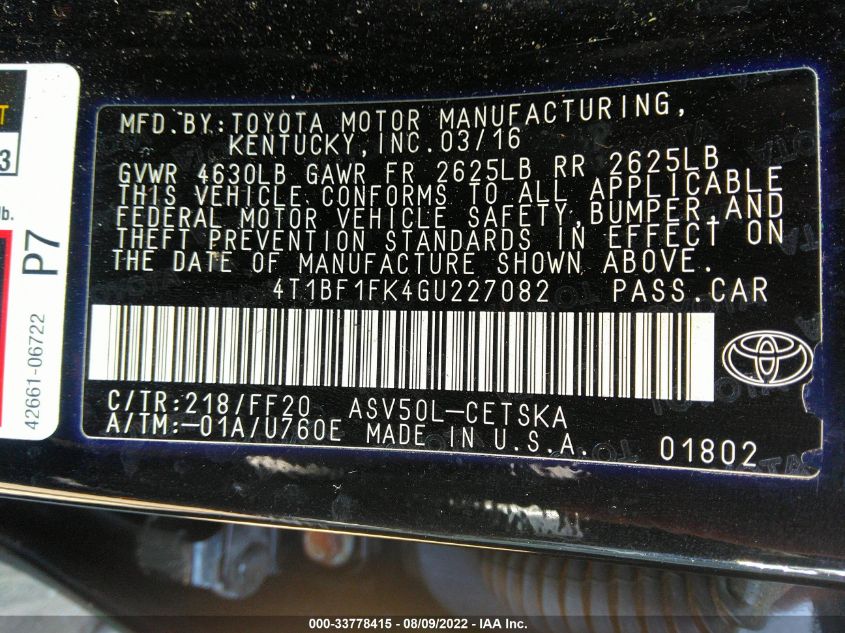 MFD.BY:TOYOTA MOTOR MANUFACTURING,
KENTUCKY,INC.03/16
GVWR 4630LB GAWR FR 2625LB RR 2625LB
THIS VEHICLE CONFORMS TO ALL APPLICABLE
FEDERAL MOTOR VEHICLE SAFETY,BUMPER,AND
THEFT PREVENTION STANDARDS IN EFFECT ON
THE DATE OF MANUFACTURE SHOWN ABOVE.
4T1BF1FK4GU227082 PASS.CAR
C/TR:218/FF20 ASV50L-CETSKA
A/TM:-01A/U760E MADE IN U.S.A. 01802
T
3
lb.
P7
42661-06722
000-33778415 - 08/09/2022 - IAA Inc.